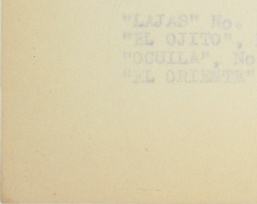 "LAJAS" No.
"EL OJITO",
"OCUILA", No
"EL ORIENTE"